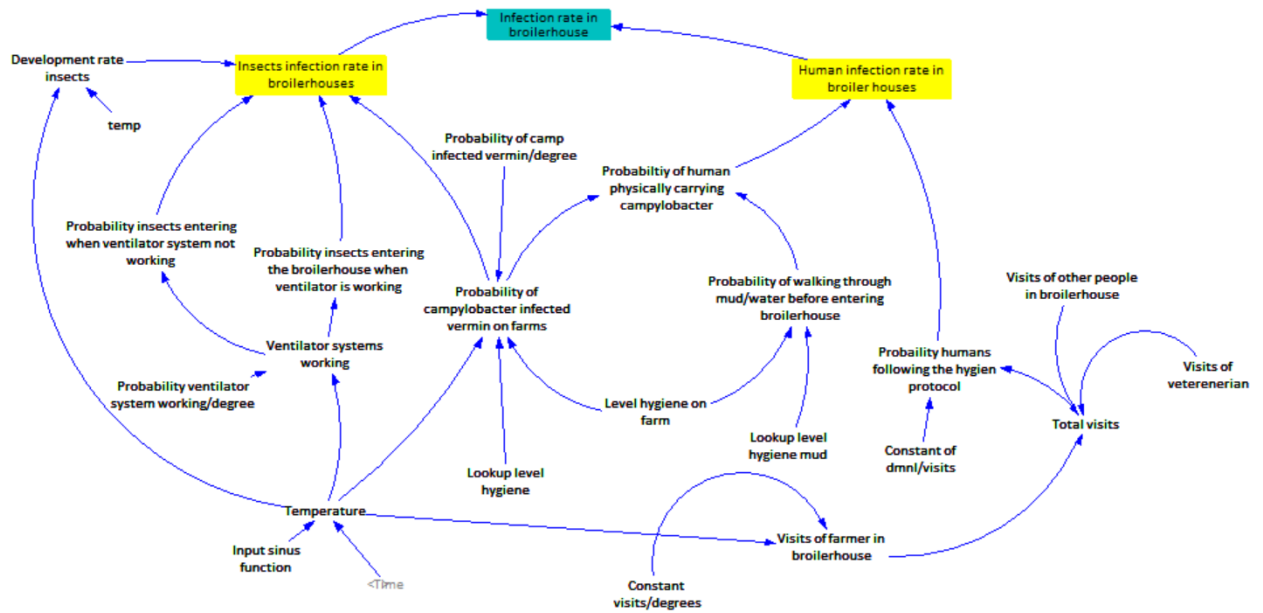 Infection rate in
broilerhouse
Development rate
insects
Insects infection rate in
broilerhouses
Human infection rate in
broiler houses
temp
Probability of camp
infected vermin/degree
Probabiltiy of human
physically carrying
campylobacter
Probability insects entering
when ventilator system not
working
Probability insects entering
the broilerhouse when
ventilator is working
Probability of
campylobacter infected
vermin on farms
Probability of walking through
mud/water before entering
broilerhouse
Visits of other people
in broilerhouse
Ventilator systems
working
Probaility humans
following the hygien
protocol
Visits of
veterenerian
Probability ventilator
system working/degree
Level hygiene on
farm
Total visits
Lookup level
hygiene mud
Constant of
dmnl/visits
Lookup level
hygiene
Temperature
Visits of farmer in
broilerhouse
Input sinus
function
<Time
Constant
visits/degrees